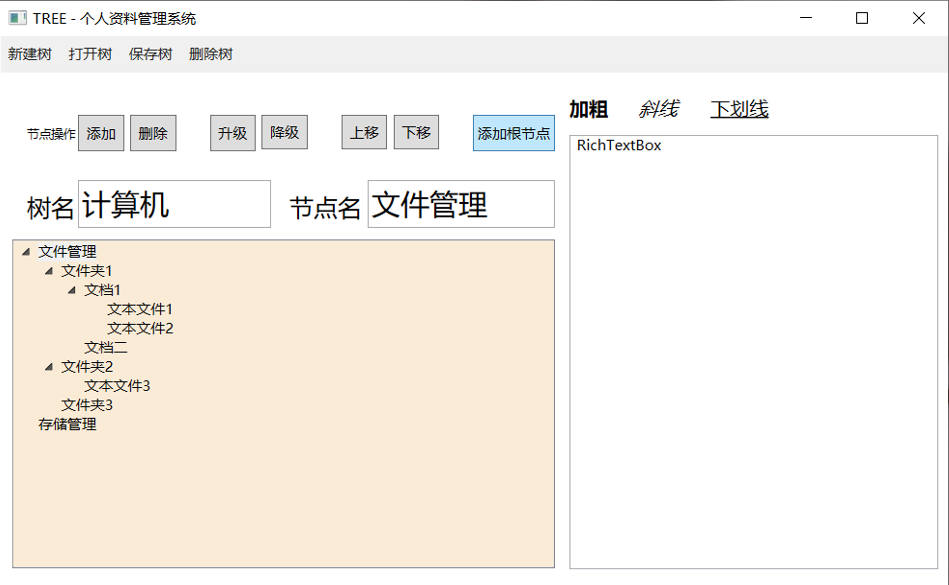 TREE - 个人资料管理系统
新建树 打开树 保存树 删除树
节点操作 添加 删除 升级 降级 上移 下移 添加根节点
加粗 斜线 下划线
树名 计算机 节点名 文件管理
RichTextBox
文件管理
文件夹1
文档1
文本文件1
文本文件2
文档二
文件夹2
文本文件3
文件夹3
存储管理